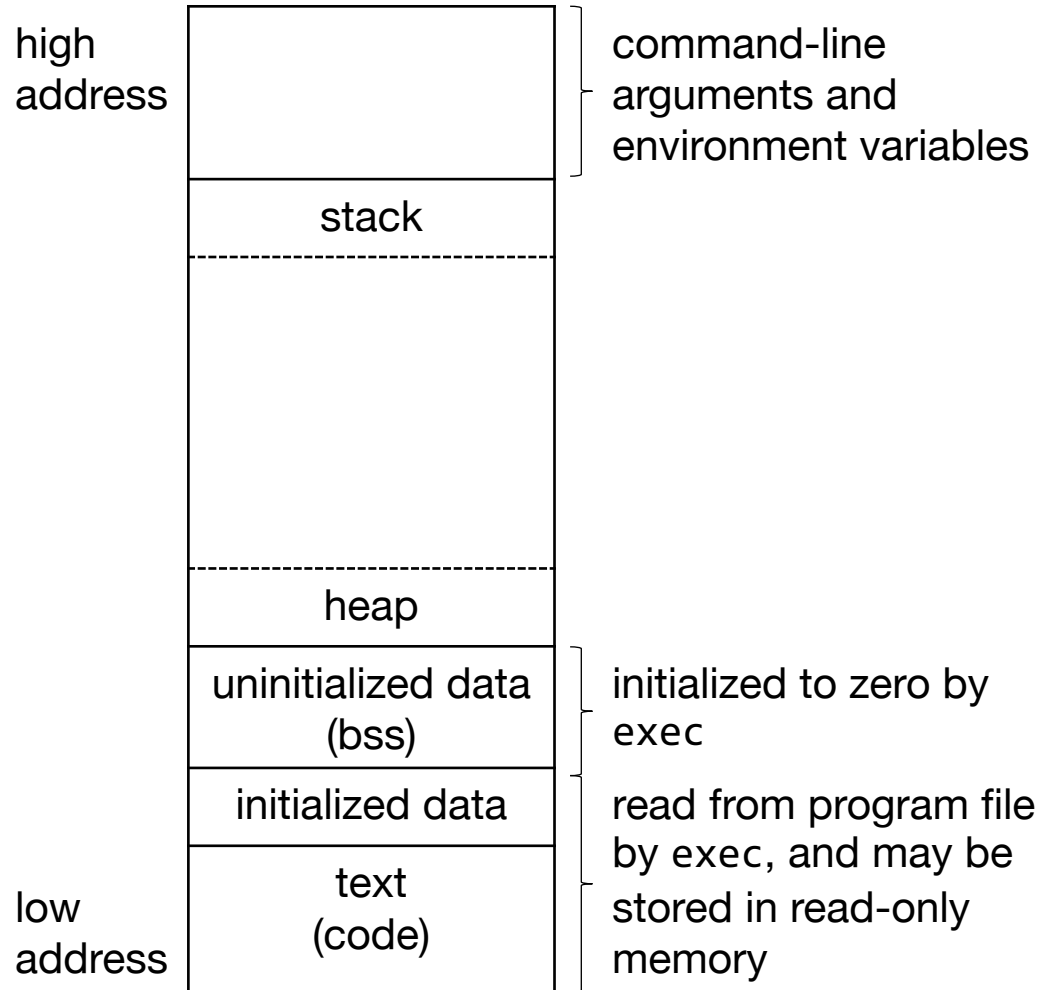 high
address
command-line
arguments and
environment variables
stack
heap
uninitialized data
(bss)
initialized to zero by
exec
initialized data
read from program file
by exec, and may be
stored in read-only
memory
text
(code)
low
address